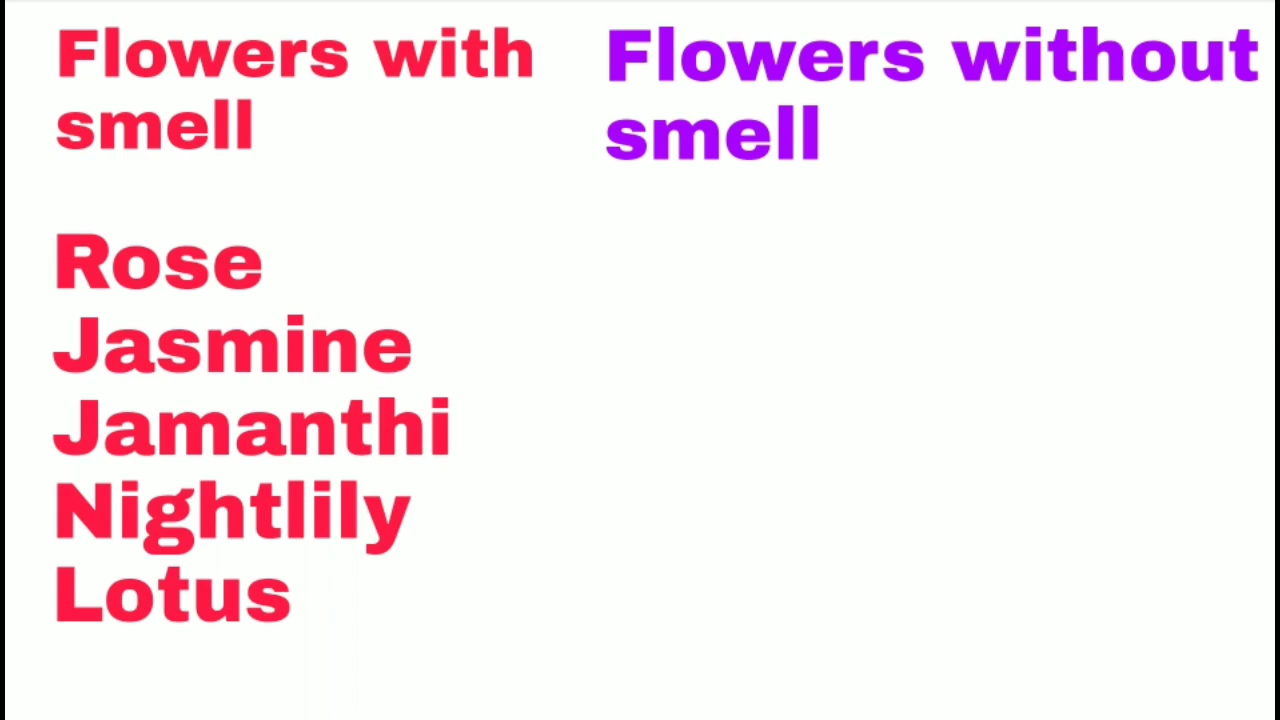 Flowers with
smell
Rose
Jasmine
Jamanthi
Nightlily
Lotus
Flowers without
smell